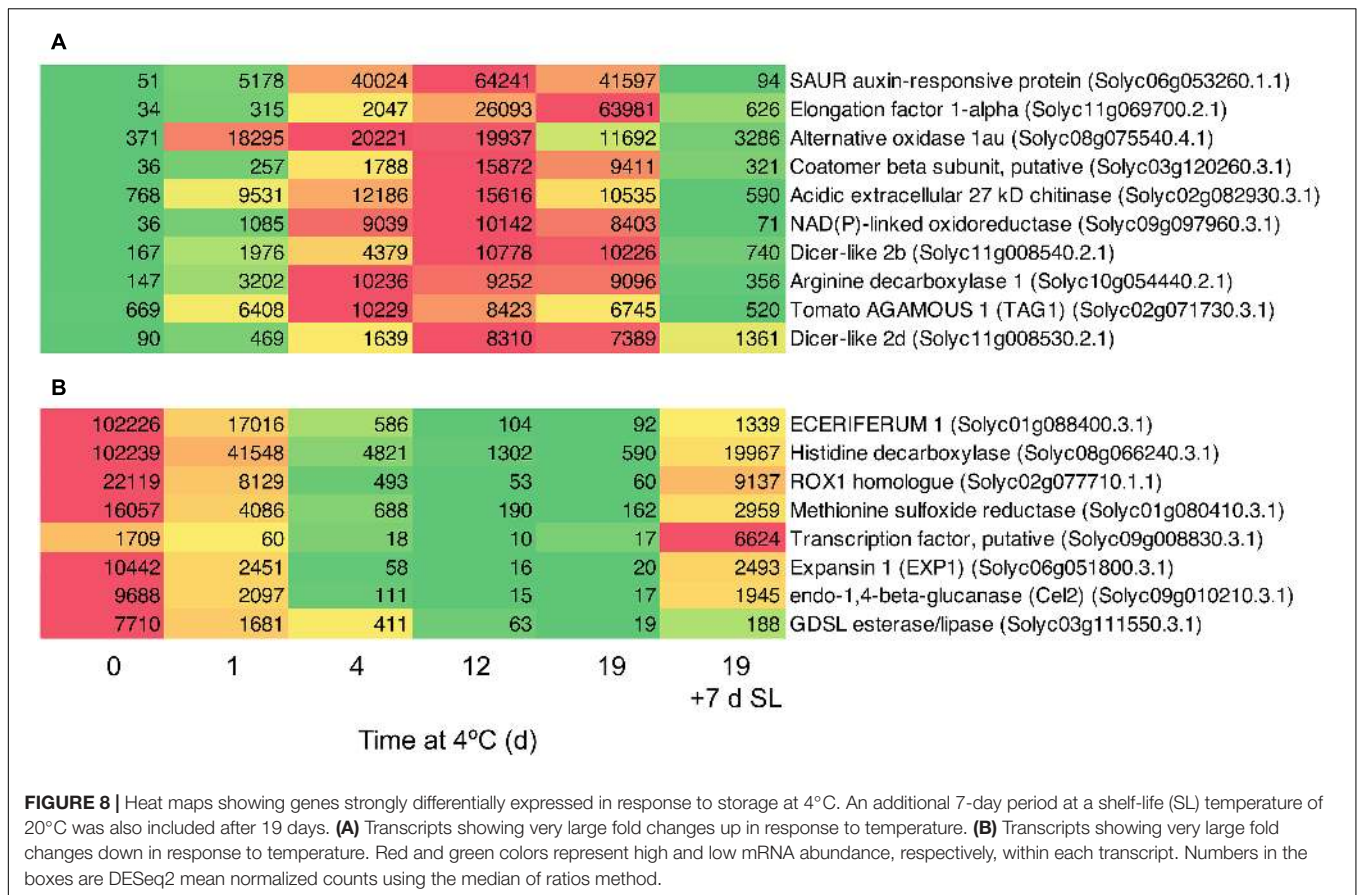 A
51 5178 40024 64241 41597 94 SAUR auxin-responsive protein (Solyc06g053260.1.1)
34 315 2047 26093 63981 626 Elongation factor 1-alpha (Solyc11g069700.2.1)
371 18295 20221 19937 11692 3286 Alternative oxidase 1au (Solyc08g075540.4.1)
36 257 1788 15872 9411 321 Coatomer beta subunit, putative (Solyc03g120260.3.1)
768 9531 12186 15616 10535 590 Acidic extracellular 27 kD chitinase (Solyc02g082930.3.1)
36 1085 9039 10142 8403 71 NAD(P)-linked oxidoreductase (Solyc09g097960.3.1)
167 1976 4379 10778 10226 740 Dicer-like 2b (Solyc11g008540.2.1)
147 3202 10236 9252 9096 356 Arginine decarboxylase 1 (Solyc10g054440.2.1)
669 6408 10229 8423 6745 520 Tomato AGAMOUS 1 (TAG1) (Solyc02g071730.3.1)
90 469 1639 8310 7389 1361 Dicer-like 2d (Solyc11g008530.2.1)
B
102226 17016 586 104 92 1339 ECERIFERUM 1 (Solyc01g088400.3.1)
102239 41548 4821 1302 590 19967 Histidine decarboxylase (Solyc08g066240.3.1)
22119 8129 493 53 60 9137 ROX1 homologue (Solyc02g077710.1.1)
16057 4086 688 190 162 2959 Methionine sulfoxide reductase (Solyc01g080410.3.1)
1709 60 18 10 17 6624 Transcription factor, putative (Solyc09g008830.3.1)
10442 2451 58 16 20 2493 Expansin 1 (EXP1) (Solyc06g051800.3.1)
9688 2097 111 15 17 1945 endo-1,4-beta-glucanase (Cel2) (Solyc09g010210.3.1)
7710 1681 411 63 19 188 GDSL esterase/lipase (Solyc03g111550.3.1)
0 1 4 12 19 19
+7 d SL
Time at 4ºC (d)
FIGURE 8 | Heat maps showing genes strongly differentially expressed in response to storage at 4°C. An additional 7-day period at a shelf-life (SL) temperature of
20°C was also included after 19 days. (A) Transcripts showing very large fold changes up in response to temperature. (B) Transcripts showing very large fold
changes down in response to temperature. Red and green colors represent high and low mRNA abundance, respectively, within each transcript. Numbers in the
boxes are DESeq2 mean normalized counts using the median of ratios method.